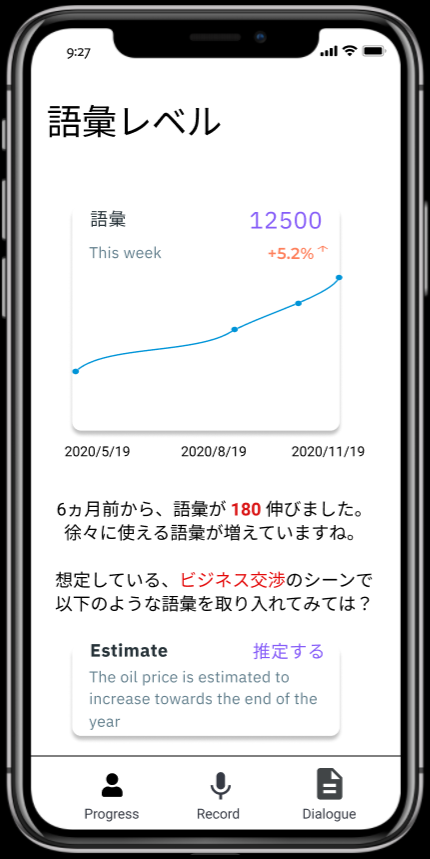 9:27
語彙レベル
語彙 12500
This week +5.2%
2020/5/19 2020/8/19 2020/11/19
6ヵ月前から、語彙が 180 伸びました。
徐々に使える語彙が増えていますね。
想定している、ビジネス交渉のシーンで
以下のような語彙を取り入れてみては？
Estimate 推定する
The oil price is estimated to
increase towards the end of the
year
Progress Record Dialogue